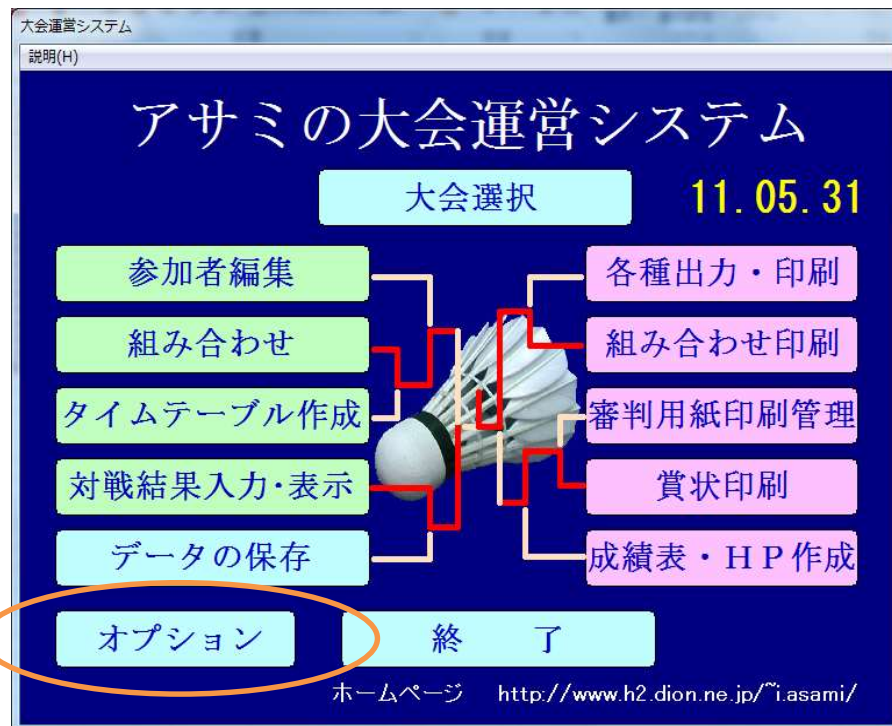 大会運営システム
説明(H)
アサミの大会運営システム
大会選択
11.05.31
参加者編集
各種出力・印刷
組み合わせ
組み合わせ印刷
タイムテーブル作成
審判用紙印刷管理
対戦結果入力・表示
賞状印刷
データの保存
成績表・ＨＰ作成
オプション
終　了
ホームページ　http://www.h2.dion.ne.jp/~i.asami/